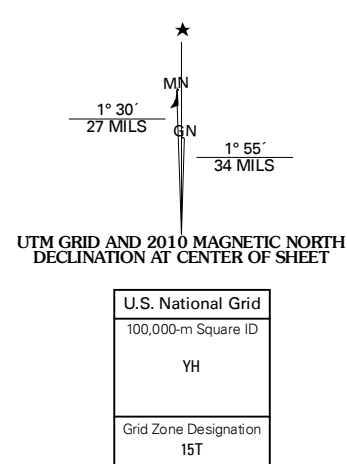 ★
MN
1° 30´
27 MILS
GN
1° 55´
34 MILS
UTM GRID AND 2010 MAGNETIC NORTH
DECLINATION AT CENTER OF SHEET
U.S. National Grid
100,000-m Square ID
YH
Grid Zone Designation
15T